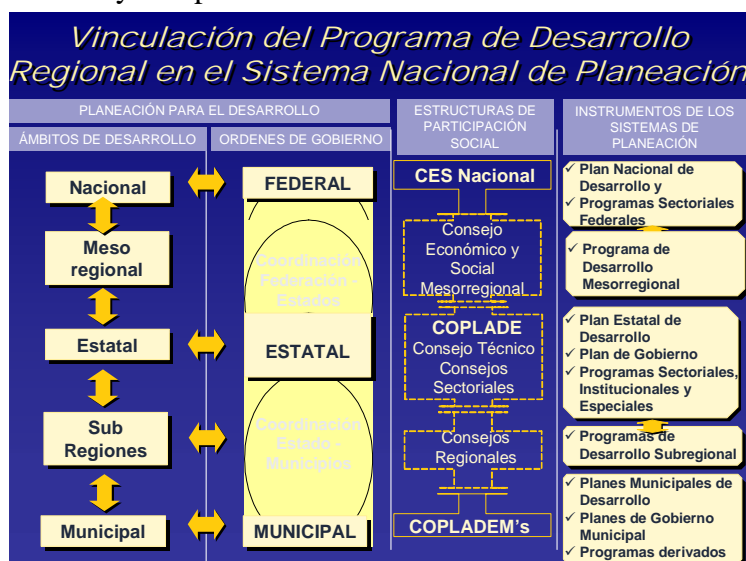 Vinculación del Programa de Desarrollo
Regional en el Sistema Nacional de Planeación
PLANEACIÓN PARA EL DESARROLLO
ÁMBITOS DE DESARROLLO
ORDENES DE GOBIERNO
ESTRUCTURAS DE
PARTICIPACIÓN
SOCIAL
INSTRUMENTOS DE LOS
SISTEMAS DE
PLANEACIÓN
Nacional
FEDERAL
CES Nacional
✓ Plan Nacional de
Desarrollo y
✓ Programas Sectoriales
Federales
Meso
regional
Coordinación
Federación -
Estados
Consejo
Económico y
Social
Mesorregional
✓ Programa de
Desarrollo
Mesorregional
Estatal
ESTATAL
COPLADE
Consejo Técnico
Consejos
Sectoriales
✓ Plan Estatal de
Desarrollo
✓ Plan de Gobierno
✓ Programas Sectoriales,
Institucionales y
Especiales
Sub
Regiones
Coordinación
Estado -
Municipios
Consejos
Regionales
✓ Programas de
Desarrollo Subregional
Municipal
MUNICIPAL
COPLADEM's
✓ Planes Municipales de
Desarrollo
✓ Planes de Gobierno
Municipal
✓ Programas derivados